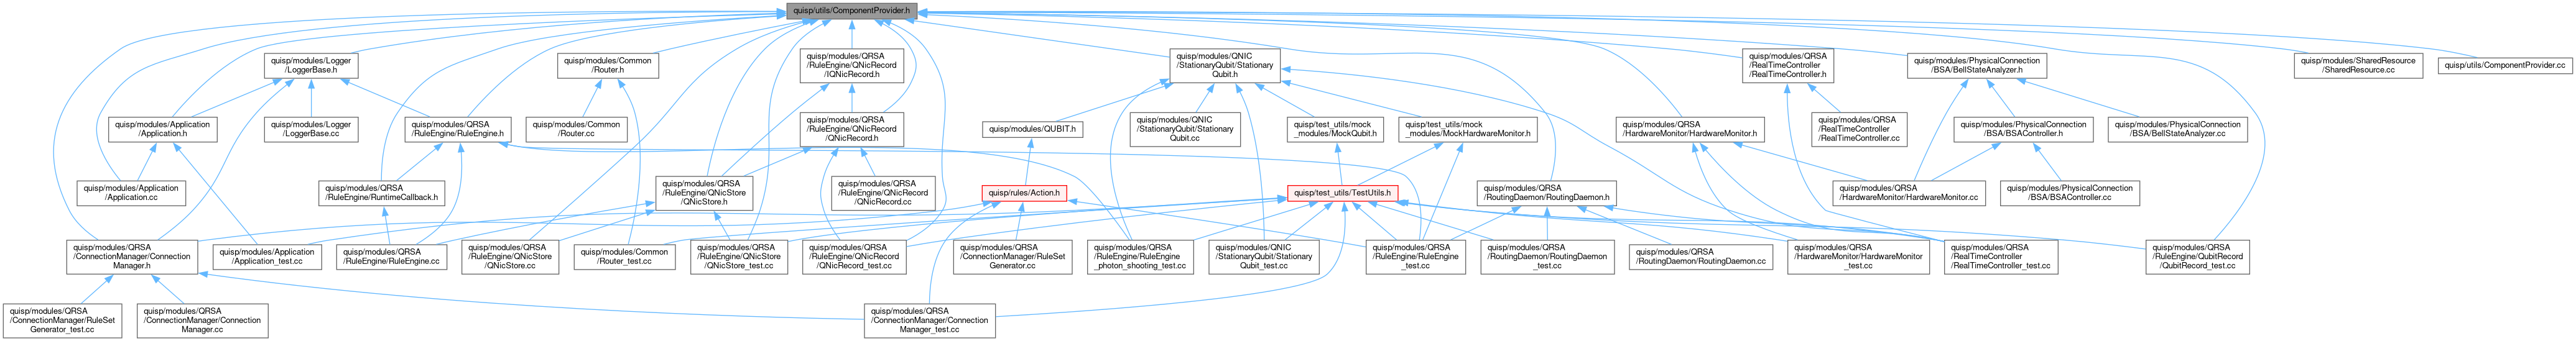 quisp/utils/ComponentProvider.h
quisp/modules/Logger
/LoggerBase.h
quisp/modules/Common
/Router.h
quisp/modules/QRSA
/RuleEngine/QNicRecord
/IQNicRecord.h
quisp/modules/QNIC
/StationaryQubit/Stationary
Qubit.h
quisp/modules/QRSA
/RealTimeController
/RealTimeController.h
quisp/modules/PhysicalConnection
/BSA/BellStateAnalyzer.h
quisp/modules/SharedResource
/SharedResource.cc
quisp/utils/ComponentProvider.cc
quisp/modules/Application
/Application.h
quisp/modules/Logger
/LoggerBase.cc
quisp/modules/QRSA
/RuleEngine/RuleEngine.h
quisp/modules/Common
/Router.cc
quisp/modules/QRSA
/RuleEngine/QNicRecord
/QNicRecord.h
quisp/modules/QUBIT.h
quisp/modules/QNIC
/StationaryQubit/Stationary
Qubit.cc
quisp/test_utils/mock
_modules/MockQubit.h
quisp/test_utils/mock
_modules/MockHardwareMonitor.h
quisp/modules/QRSA
/HardwareMonitor/HardwareMonitor.h
quisp/modules/QRSA
/RealTimeController
/RealTimeController.cc
quisp/modules/PhysicalConnection
/BSA/BSAController.h
quisp/modules/PhysicalConnection
/BSA/BellStateAnalyzer.cc
quisp/modules/Application
/Application.cc
quisp/modules/QRSA
/RuleEngine/RuntimeCallback.h
quisp/modules/QRSA
/RuleEngine/QNicStore
/QNicStore.h
quisp/modules/QRSA
/RuleEngine/QNicRecord
/QNicRecord.cc
quisp/rules/Action.h
quisp/test_utils/TestUtils.h
quisp/modules/QRSA
/RoutingDaemon/RoutingDaemon.h
quisp/modules/QRSA
/HardwareMonitor/HardwareMonitor.cc
quisp/modules/PhysicalConnection
/BSA/BSAController.cc
quisp/modules/QRSA
/ConnectionManager/Connection
Manager.h
quisp/modules/Application
/Application_test.cc
quisp/modules/QRSA
/RuleEngine/RuleEngine.cc
quisp/modules/QRSA
/RuleEngine/QNicStore
/QNicStore.cc
quisp/modules/Common
/Router_test.cc
quisp/modules/QRSA
/RuleEngine/QNicStore
/QNicStore_test.cc
quisp/modules/QRSA
/RuleEngine/QNicRecord
/QNicRecord_test.cc
quisp/modules/QRSA
/ConnectionManager/RuleSet
Generator.cc
quisp/modules/QRSA
/RuleEngine/RuleEngine
_photon_shooting_test.cc
quisp/modules/QNIC
/StationaryQubit/Stationary
Qubit_test.cc
quisp/modules/QRSA
/RuleEngine/RuleEngine
_test.cc
quisp/modules/QRSA
/RoutingDaemon/RoutingDaemon
_test.cc
quisp/modules/QRSA
/RoutingDaemon/RoutingDaemon.cc
quisp/modules/QRSA
/HardwareMonitor/HardwareMonitor
_test.cc
quisp/modules/QRSA
/RealTimeController
/RealTimeController_test.cc
quisp/modules/QRSA
/RuleEngine/QubitRecord
/QubitRecord_test.cc
quisp/modules/QRSA
/ConnectionManager/RuleSet
Generator_test.cc
quisp/modules/QRSA
/ConnectionManager/Connection
Manager.cc
quisp/modules/QRSA
/ConnectionManager/Connection
Manager_test.cc